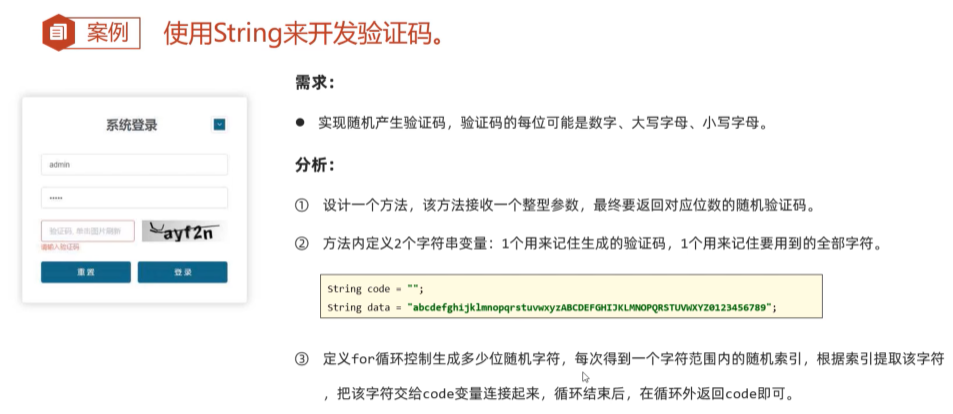 案例 使用String来开发验证码。
需求：
● 实现随机产生验证码，验证码的每位可能是数字、大写字母、小写字母。
分析：
① 设计一个方法，该方法接收一个整型参数，最终要返回对应位数的随机验证码。
② 方法内定义2个字符串变量：1个用来记住生成的验证码，1个用来记住要用到的全部字符。
String code = "";
String data = "abcdefghijklmnopqrstuvwxyzABCDEFGHIJKLMNOPQRSTUVWXYZ0123456789";
③ 定义for循环控制生成多少位随机字符，每次得到一个字符范围内的随机索引，根据索引提取该字符
，把该字符交给code变量连接起来，循环结束后，在循环外返回code即可。
系统登录
admin
•••••
验证码, 单击图片刷新
ayf2n
请输入验证码
重置
登录